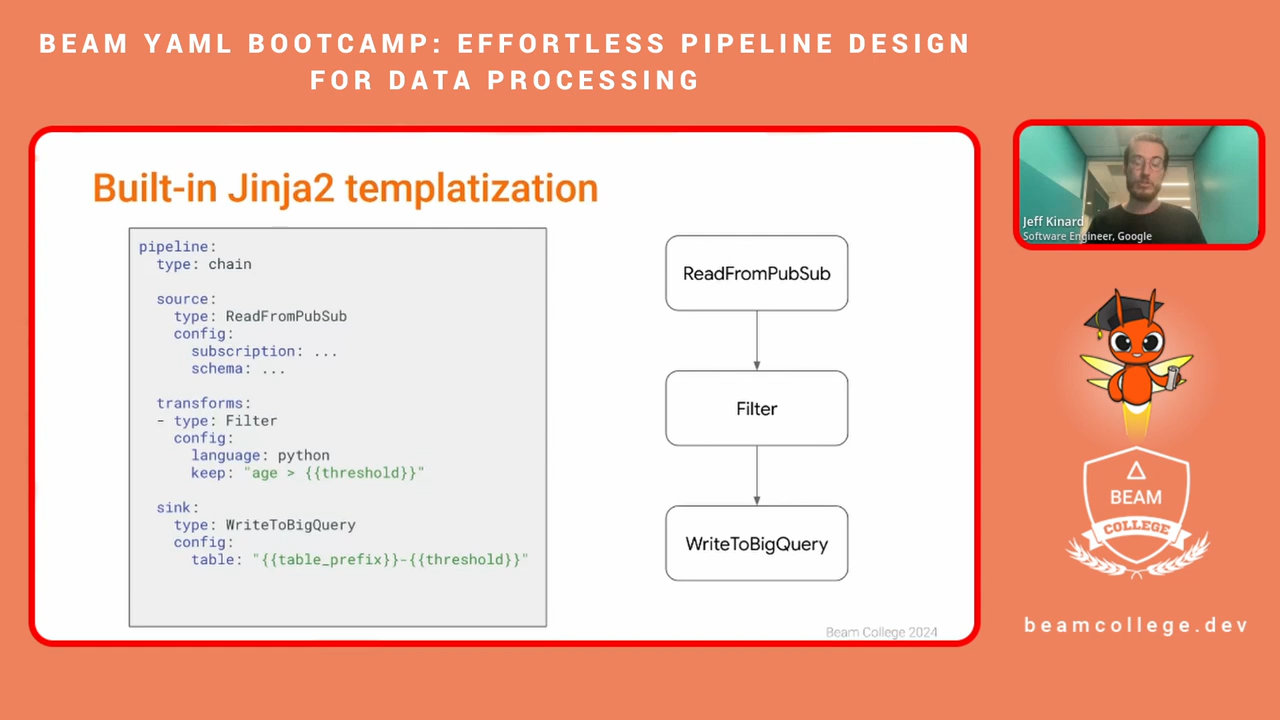 BEAM YAML BOOTCAMP: EFFORTLESS PIPELINE DESIGN
FOR DATA PROCESSING
Built-in Jinja2 templatization
pipeline:
  type: chain
  source:
    type: ReadFromPubSub
    config:
      subscription: ...
      schema: ...
  transforms:
  - type: Filter
    config:
      language: python
      keep: "age > {{threshold}}"
  sink:
    type: WriteToBigQuery
    config:
      table: "{{table_prefix}}-{{threshold}}"
ReadFromPubSub
Filter
WriteToBigQuery
Beam College 2024
Jeff Kinard
Software Engineer, Google
BEAM
COLLEGE
beamcollege.dev